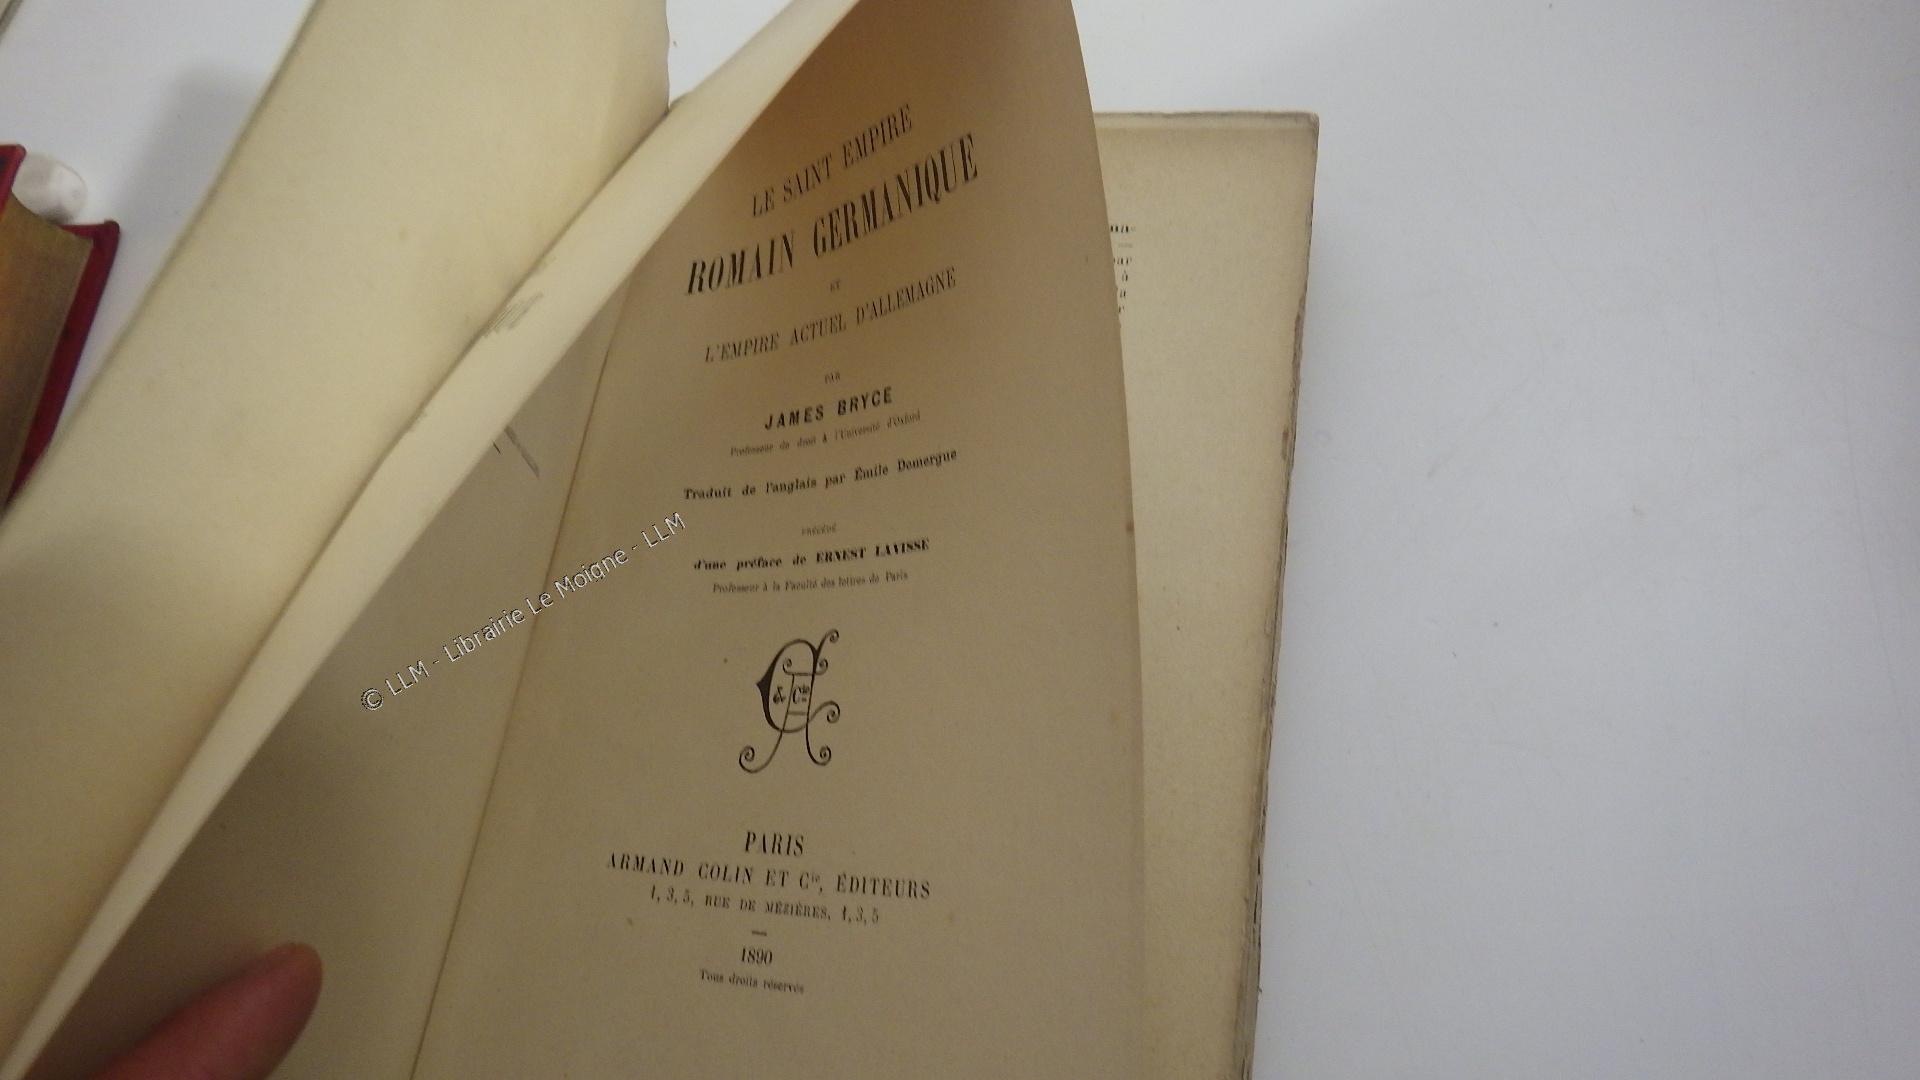 LE SAINT EMPIRE
ROMAIN GERMANIQUE
ET
L'EMPIRE ACTUEL D'ALLEMAGNE
PAR
JAMES BRYCE
Professeur de droit à l'Université d'Oxford
Traduit de l'anglais par Émile Domergue
PRÉCÉDÉ
d'une préface de ERNEST LAVISSE
Professeur à la Faculté des lettres de Paris
& Cie
PARIS
ARMAND COLIN ET Cie, ÉDITEURS
1, 3, 5, RUE DE MÉZIÈRES, 1, 3, 5
1890
Tous droits réservés
© LLM - Librairie Le Moigne - LLM